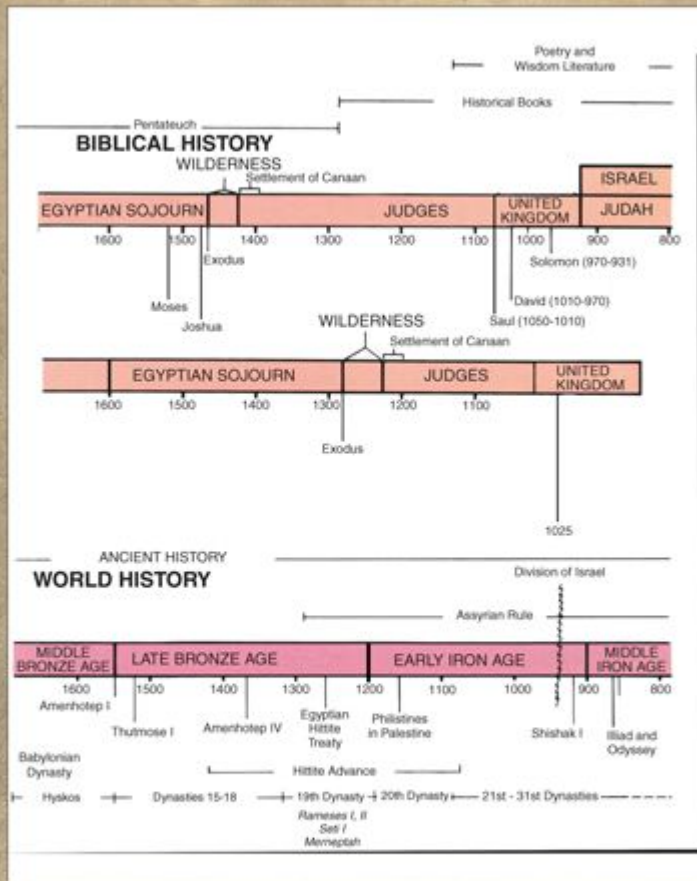 Poetry and
Wisdom Literature
Historical Books
Pentateuch
BIBLICAL HISTORY
WILDERNESS
Settlement of Canaan
ISRAEL
EGYPTIAN SOJOURN
JUDGES
UNITED
KINGDOM
JUDAH
1600 1500 1400 1300 1200 1100 1000 900 800
Exodus
Solomon (970-931)
Moses
David (1010-970)
Joshua
Saul (1050-1010)
WILDERNESS
Settlement of Canaan
EGYPTIAN SOJOURN
JUDGES
UNITED
KINGDOM
1600 1500 1400 1300 1200 1100
Exodus
1025
ANCIENT HISTORY
WORLD HISTORY
Division of Israel
Assyrian Rule
MIDDLE
BRONZE AGE
LATE BRONZE AGE
EARLY IRON AGE
MIDDLE
IRON AGE
1600 1500 1400 1300 1200 1100 1000 900 800
Amenhotep I
Thutmose I
Amenhotep IV
Egyptian
Hittite
Treaty
Philistines
in Palestine
Shishak I
Illiad and
Odyssey
Babylonian
Dynasty
Hittite Advance
Hyskos
Dynasties 15-18
19th Dynasty
20th Dynasty
21st - 31st Dynasties
Rameses I, II
Seti I
Merneptah